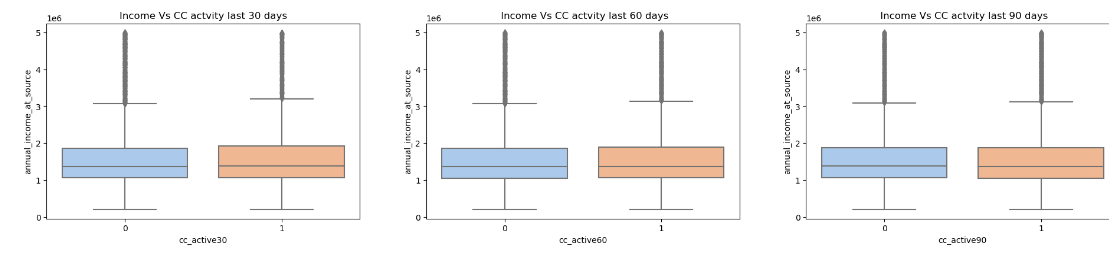 Income Vs CC actvity last 30 days
1e6
5
4
3
2
1
0
annual_income_at_source
0 1
cc_active30
Income Vs CC actvity last 60 days
1e6
5
4
3
2
1
0
annual_income_at_source
0 1
cc_active60
Income Vs CC actvity last 90 days
1e6
5
4
3
2
1
0
annual_income_at_source
0 1
cc_active90